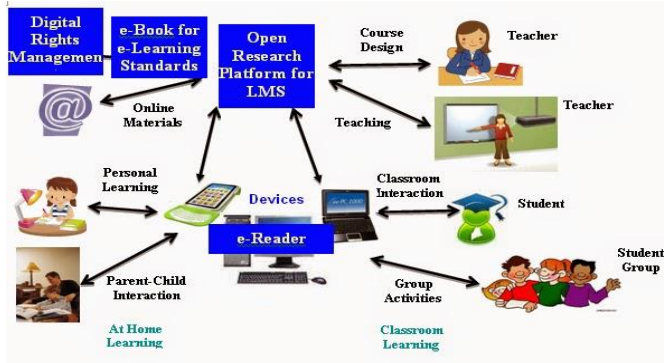 Digital
Rights
Managemen
e-Book for
e-Learning
Standards
Open
Research
Platform for
LMS
Course
Design
Teacher
Online
Materials
Teaching
Teacher
Personal
Learning
Devices
Classroom
Interaction
Student
e-Reader
Parent-Child
Interaction
Group
Activities
Student
Group
At Home
Learning
Classroom
Learning